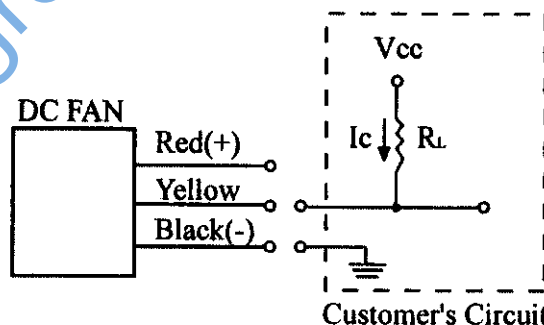 Vcc
DC FAN
Red(+)
Ic
RL
Yellow
Black(-)
Customer's Circuit